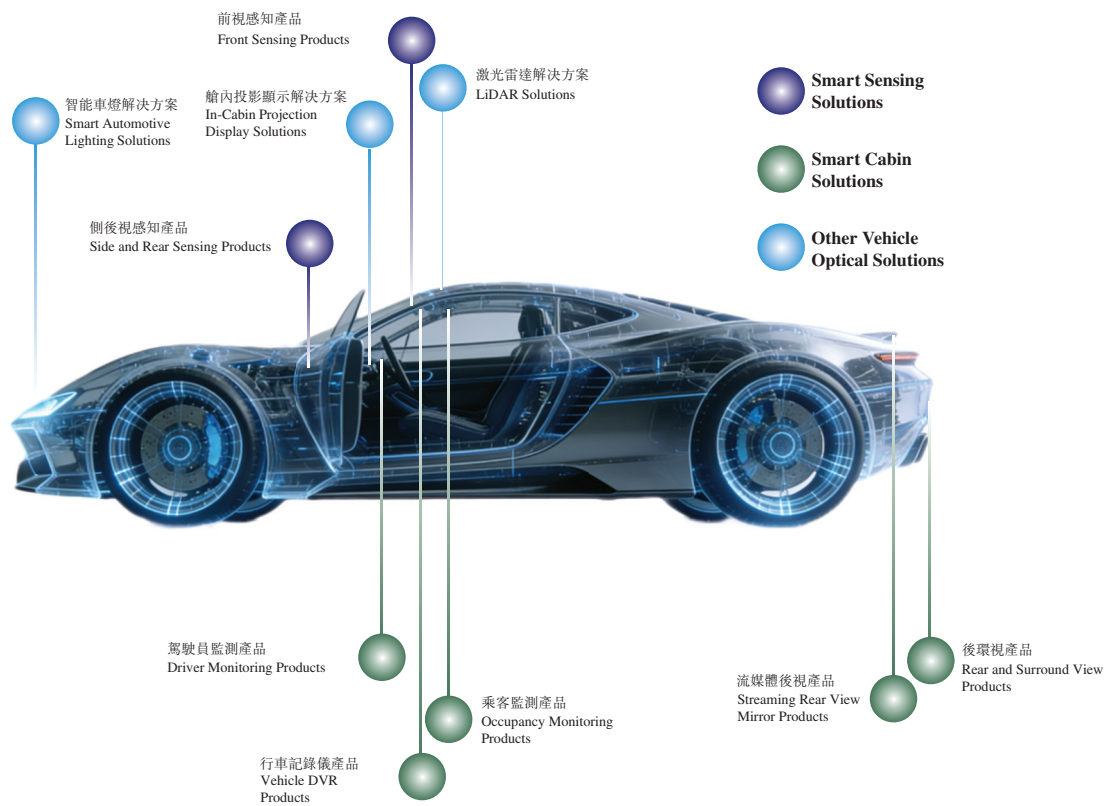 前視感知產品
Front Sensing Products
激光雷達解決方案
LiDAR Solutions
智能車燈解決方案
Smart Automotive
Lighting Solutions
艙內投影顯示解決方案
In-Cabin Projection
Display Solutions
側後視感知產品
Side and Rear Sensing Products
Smart Sensing
Solutions
Smart Cabin
Solutions
Other Vehicle
Optical Solutions
駕駛員監測產品
Driver Monitoring Products
乘客監測產品
Occupancy Monitoring
Products
行車記錄儀產品
Vehicle DVR
Products
流媒體後視產品
Streaming Rear View
Mirror Products
後環視產品
Rear and Surround View
Products